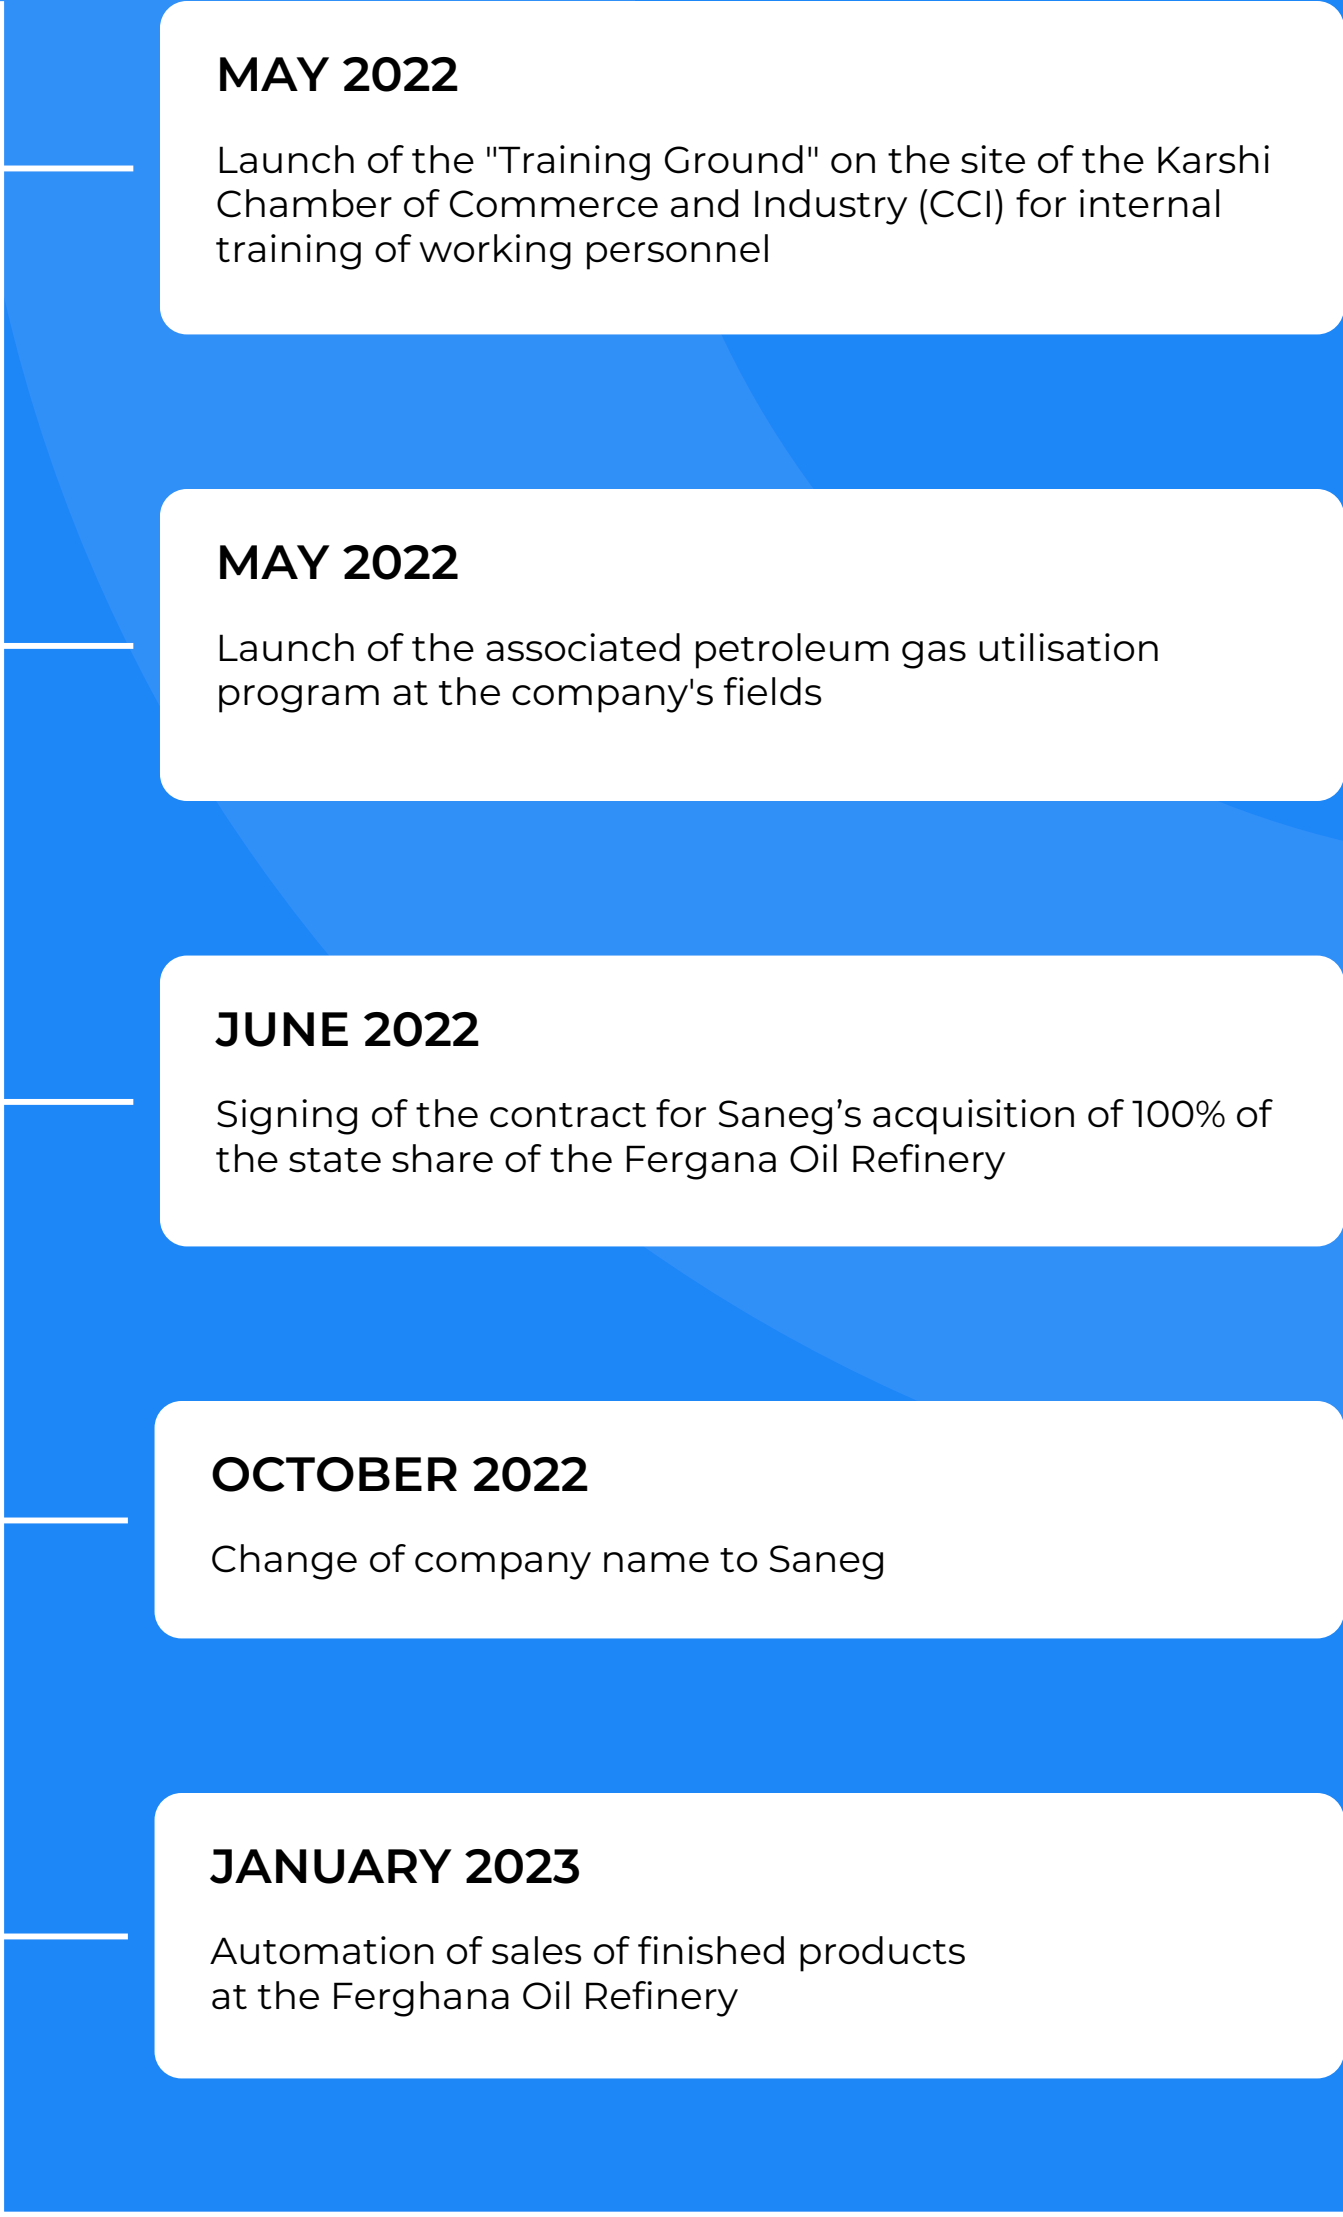 MAY 2022
Launch of the "Training Ground" on the site of the Karshi
Chamber of Commerce and Industry (CCI) for internal
training of working personnel
MAY 2022
Launch of the associated petroleum gas utilisation
program at the company's fields
JUNE 2022
Signing of the contract for Saneg’s acquisition of 100% of
the state share of the Fergana Oil Refinery
OCTOBER 2022
Change of company name to Saneg
JANUARY 2023
Automation of sales of finished products
at the Ferghana Oil Refinery